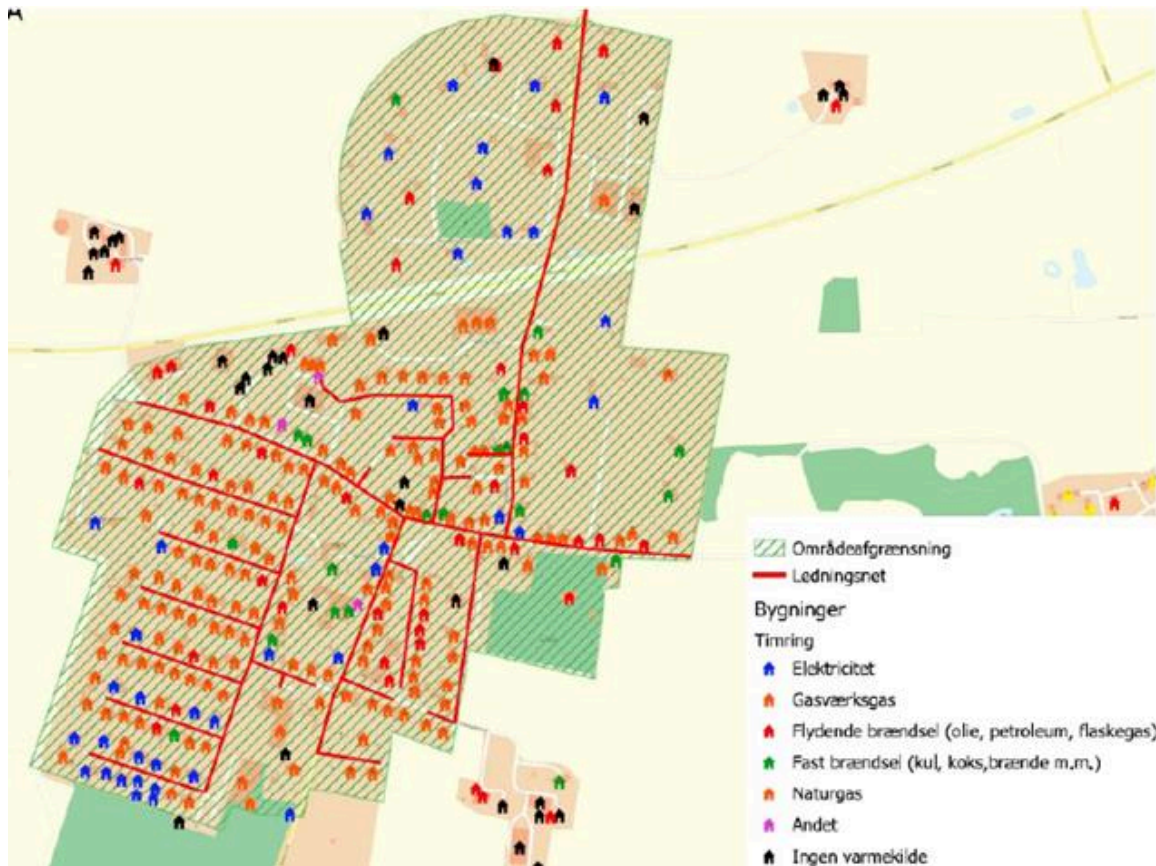 Områdeafgrænsning
Lødningsnet
Bygninger
Timring
Elektricitet
Gasværksgas
Flydende brændsel (olie, petroleum, flaskegas)
Fast brændsel (kul, koks,brænde m.m.)
Naturgas
Andet
Ingen varmekilde